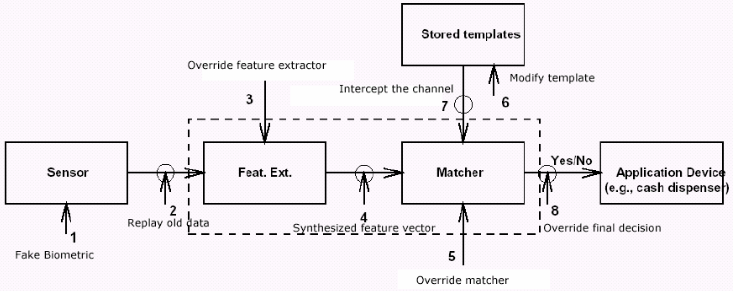 Stored templates
Override feature extractor
Modify template
Intercept the channel
3
7
6
Sensor
Feat. Ext.
Matcher
Yes/No
Application Device
(e.g., cash dispenser)
1
2
Replay old data
4
Synthesized feature vector
8
Override final decision
Fake Biometric
5
Override matcher